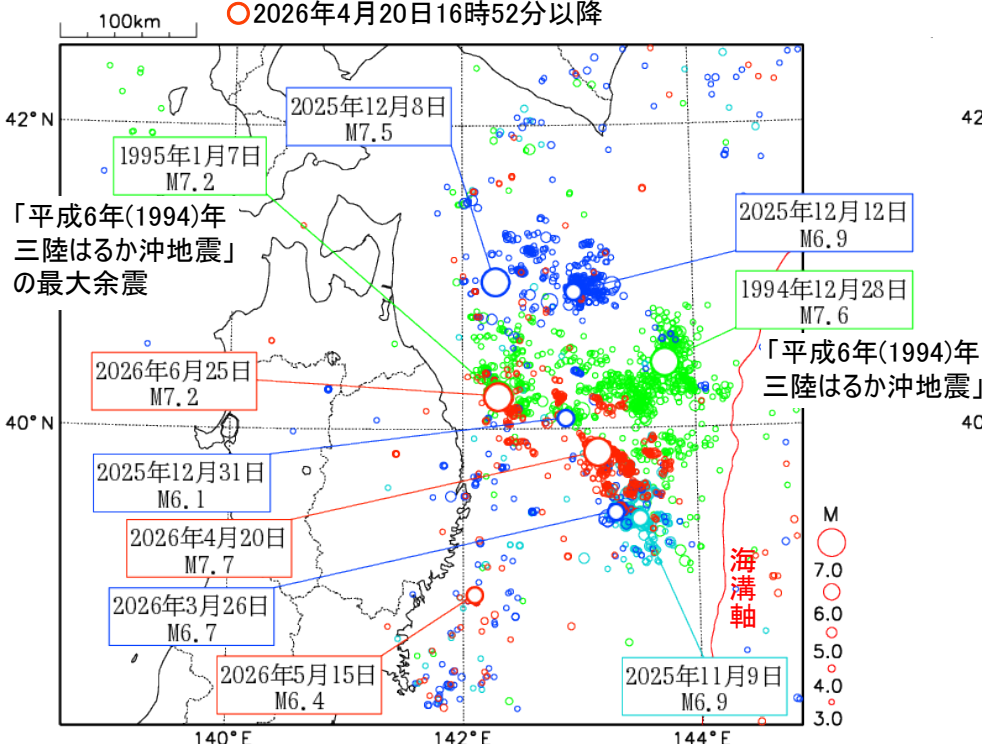 100km
○2026年4月20日16時52分以降
42°N
42
2025年12月8日
M7.5
1995年1月7日
M7.2
「平成6年(1994)年
三陸はるか沖地震」
の最大余震
2025年12月12日
M6.9
1994年12月28日
M7.6
「平成6年(1994)年
三陸はるか沖地震」
2026年6月25日
M7.2
40°N
40
2025年12月31日
M6.1
2026年4月20日
M7.7
2026年3月26日
M6.7
2026年5月15日
M6.4
2025年11月9日
M6.9
海溝軸
M
7.0
6.0
5.0
4.0
3.0
140°E
142°E
144°E